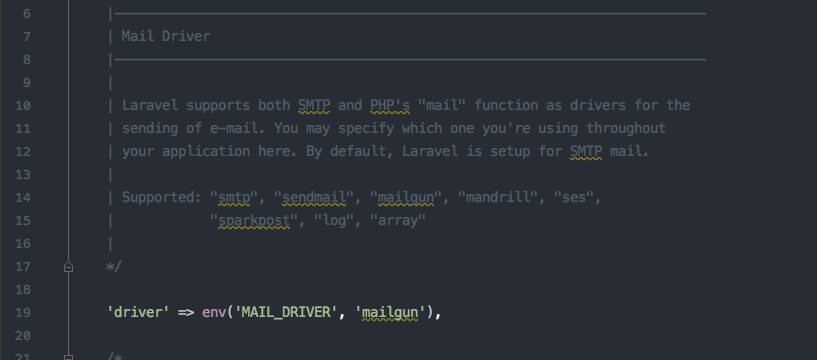 6 |--------------------------------------------------------------------------
7 | Mail Driver
8 |--------------------------------------------------------------------------
9 |
10 | Laravel supports both SMTP and PHP's "mail" function as drivers for the
11 | sending of e-mail. You may specify which one you're using throughout
12 | your application here. By default, Laravel is setup for SMTP mail.
13 |
14 | Supported: "smtp", "sendmail", "mailgun", "mandrill", "ses",
15 |            "sparkpost", "log", "array"
16 |
17 */
18
19 'driver' => env('MAIL_DRIVER', 'mailgun'),
20
21 /*